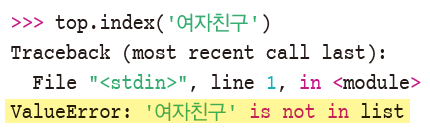 >>> top.index('여자친구')
Traceback (most recent call last):
  File "<stdin>", line 1, in <module>
ValueError: '여자친구' is not in list